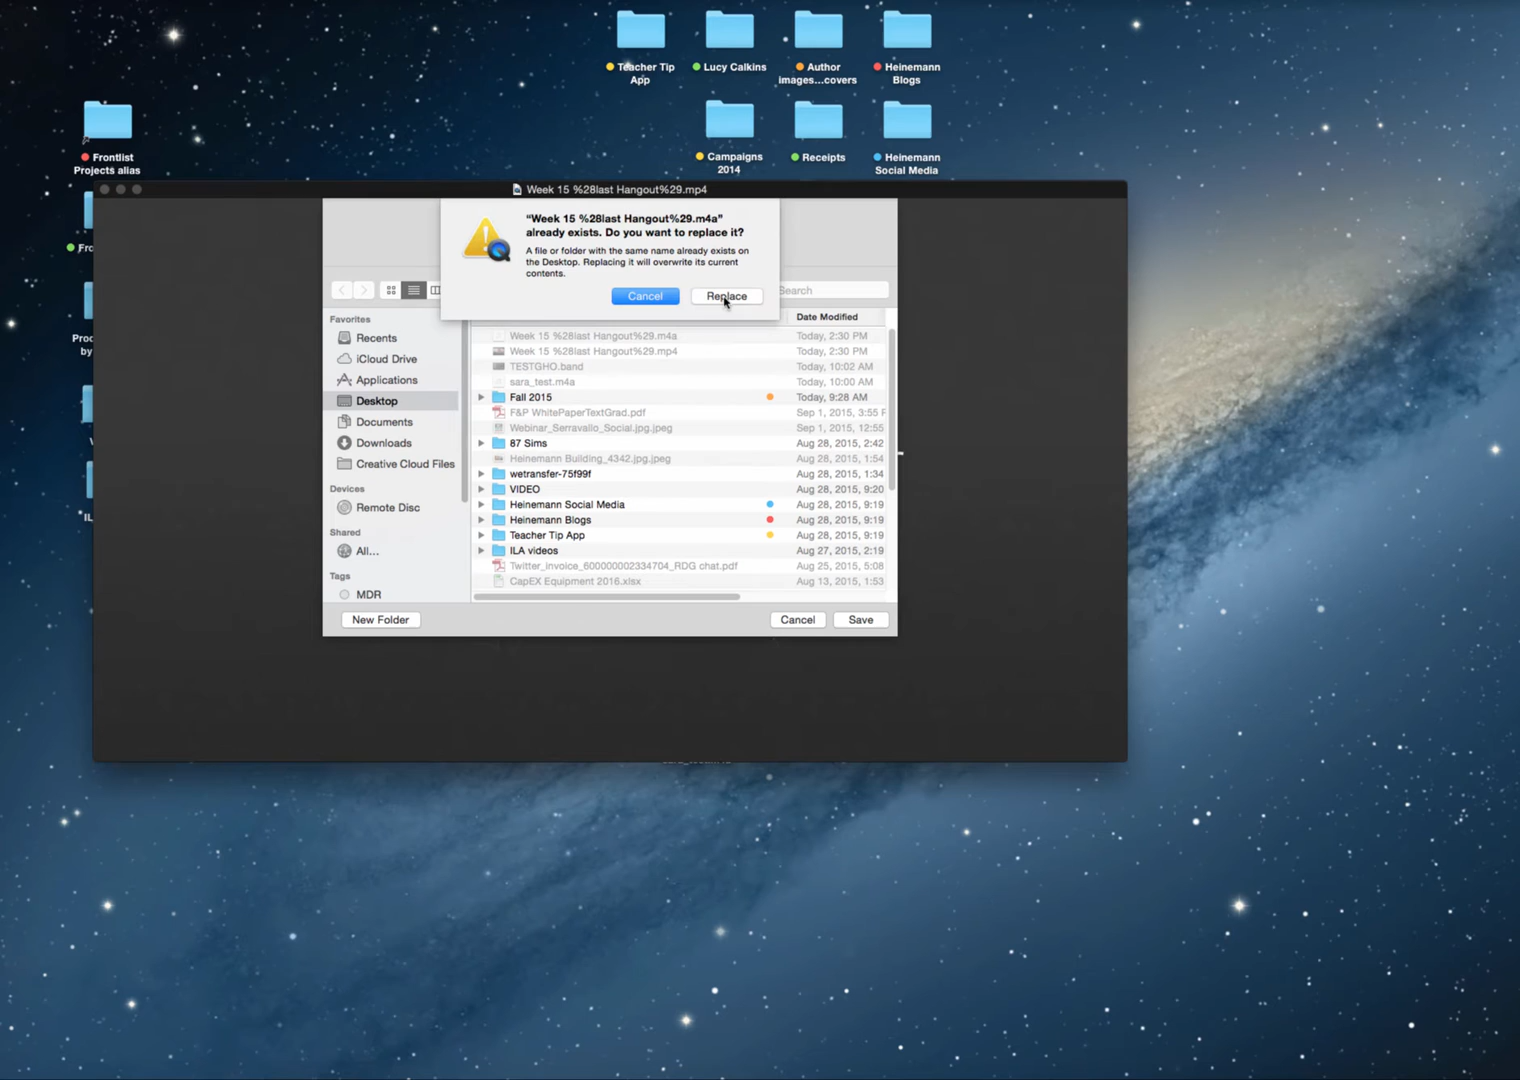 Teacher Tip
App
Lucy Calkins
Author
images...covers
Heinemann
Blogs
Frontlist
Projects alias
Campaigns
2014
Receipts
Heinemann
Social Media
Week 15 %28last Hangout%29.mp4
“Week 15 %28last Hangout%29.m4a”
already exists. Do you want to replace it?
A file or folder with the same name already exists on
the Desktop. Replacing it will overwrite its current
contents.
Cancel
Replace
Search
Favorites
Recents
iCloud Drive
Applications
Desktop
Documents
Downloads
Creative Cloud Files
Devices
Remote Disc
Shared
All...
Tags
MDR
Date Modified
Week 15 %28last Hangout%29.m4a Today, 2:30 PM
Week 15 %28last Hangout%29.mp4 Today, 2:30 PM
TESTGHO.band Today, 10:02 AM
sara_test.m4a Today, 10:00 AM
Fall 2015 Today, 9:28 AM
F&P WhitePaperTextGrad.pdf Sep 1, 2015, 3:55 P
Webinar_Serravallo_Social.jpg.jpeg Sep 1, 2015, 12:55
87 Sims Aug 28, 2015, 2:42
Heinemann Building_4342.jpg.jpeg Aug 28, 2015, 1:54
wetransfer-75f99f Aug 28, 2015, 1:34
VIDEO Aug 28, 2015, 9:20
Heinemann Social Media Aug 28, 2015, 9:19
Heinemann Blogs Aug 28, 2015, 9:19
Teacher Tip App Aug 28, 2015, 9:19
ILA videos Aug 27, 2015, 2:19
Twitter_invoice_600000002334704_RDG chat.pdf Aug 25, 2015, 5:08
CapEX Equipment 2016.xlsx Aug 13, 2015, 1:53
New Folder
Cancel
Save